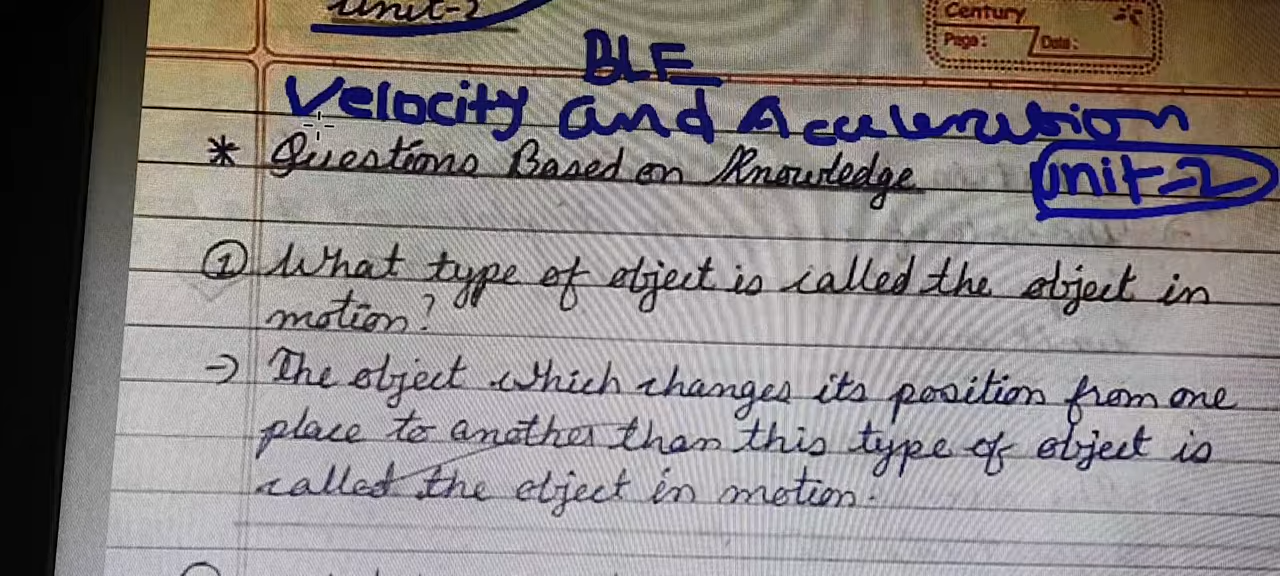 Unit-2
Century
Page: Date:
BLE
Velocity and Acceleration
* Questions Based on Knowledge
Unit-2
① What type of object is called the object in
motion?
→ The object which changes its position from one
place to another than this type of object is
called the object in motion.